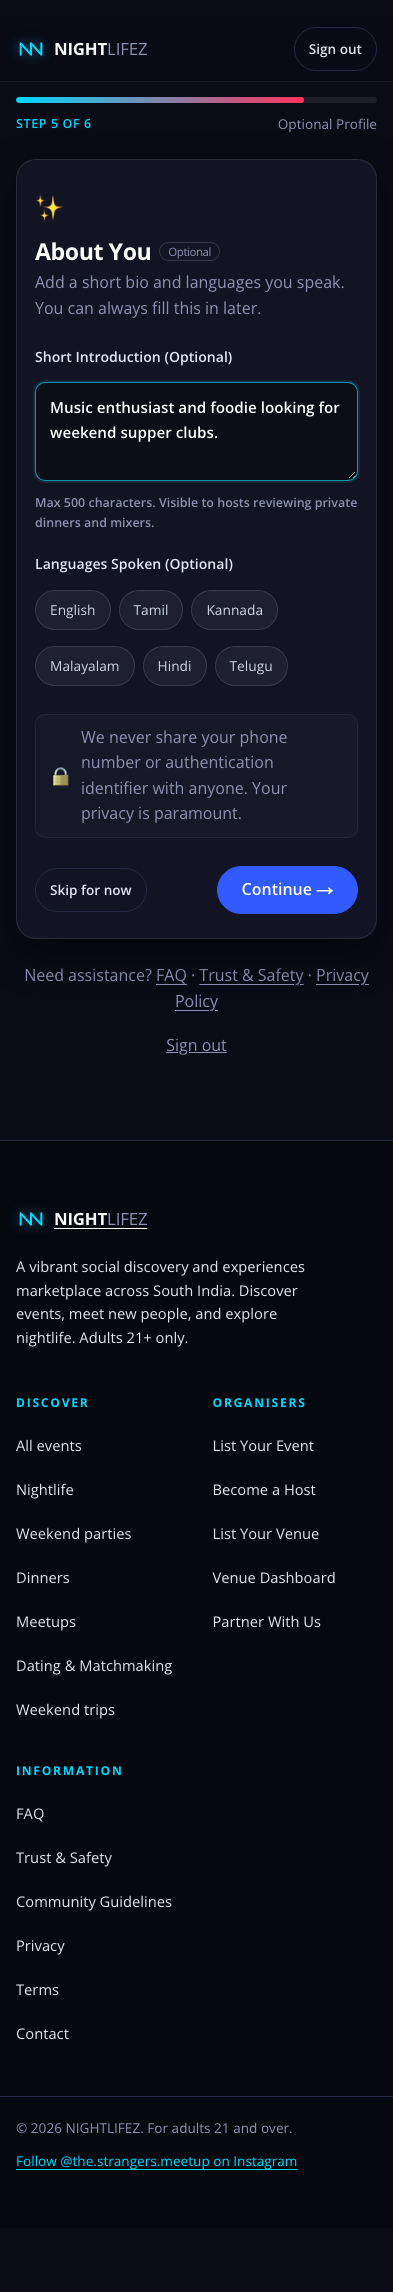 NIGHTLIFEZ
Sign out
STEP 5 OF 6
Optional Profile
About You
Optional
Add a short bio and languages you speak.
You can always fill this in later.
Short Introduction (Optional)
Music enthusiast and foodie looking for
weekend supper clubs.
Max 500 characters. Visible to hosts reviewing private
dinners and mixers.
Languages Spoken (Optional)
English
Tamil
Kannada
Malayalam
Hindi
Telugu
We never share your phone
number or authentication
identifier with anyone. Your
privacy is paramount.
Skip for now
Continue →
Need assistance? FAQ · Trust & Safety · Privacy
Policy
Sign out
NIGHTLIFEZ
A vibrant social discovery and experiences
marketplace across South India. Discover
events, meet new people, and explore
nightlife. Adults 21+ only.
DISCOVER
All events
Nightlife
Weekend parties
Dinners
Meetups
Dating & Matchmaking
Weekend trips
ORGANISERS
List Your Event
Become a Host
List Your Venue
Venue Dashboard
Partner With Us
INFORMATION
FAQ
Trust & Safety
Community Guidelines
Privacy
Terms
Contact
© 2026 NIGHTLIFEZ. For adults 21 and over.
Follow @the.strangers.meetup on Instagram